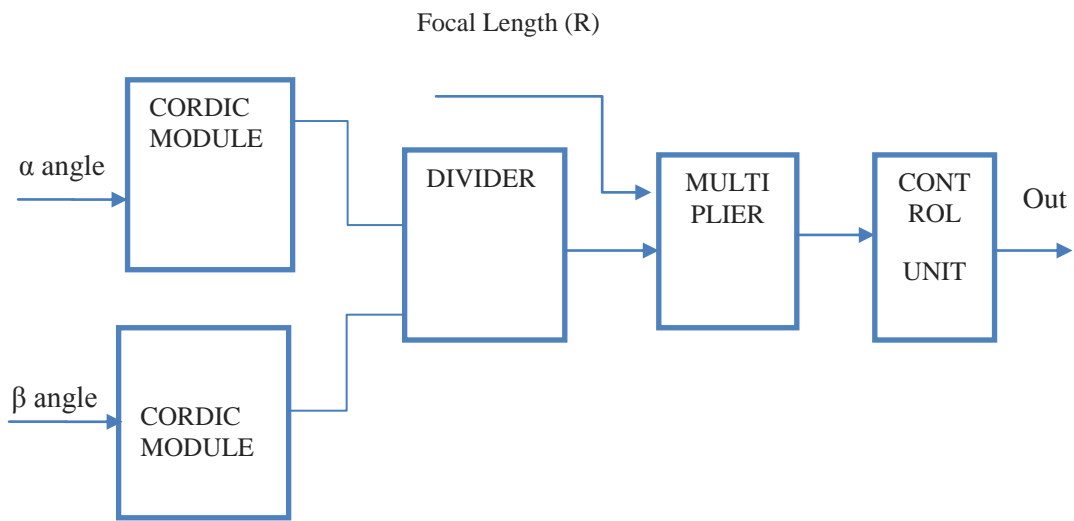 Focal Length (R)
CORDIC
MODULE
α angle
DIVIDER
MULTI
PLIER
CONT
ROL
UNIT
Out
β angle
CORDIC
MODULE